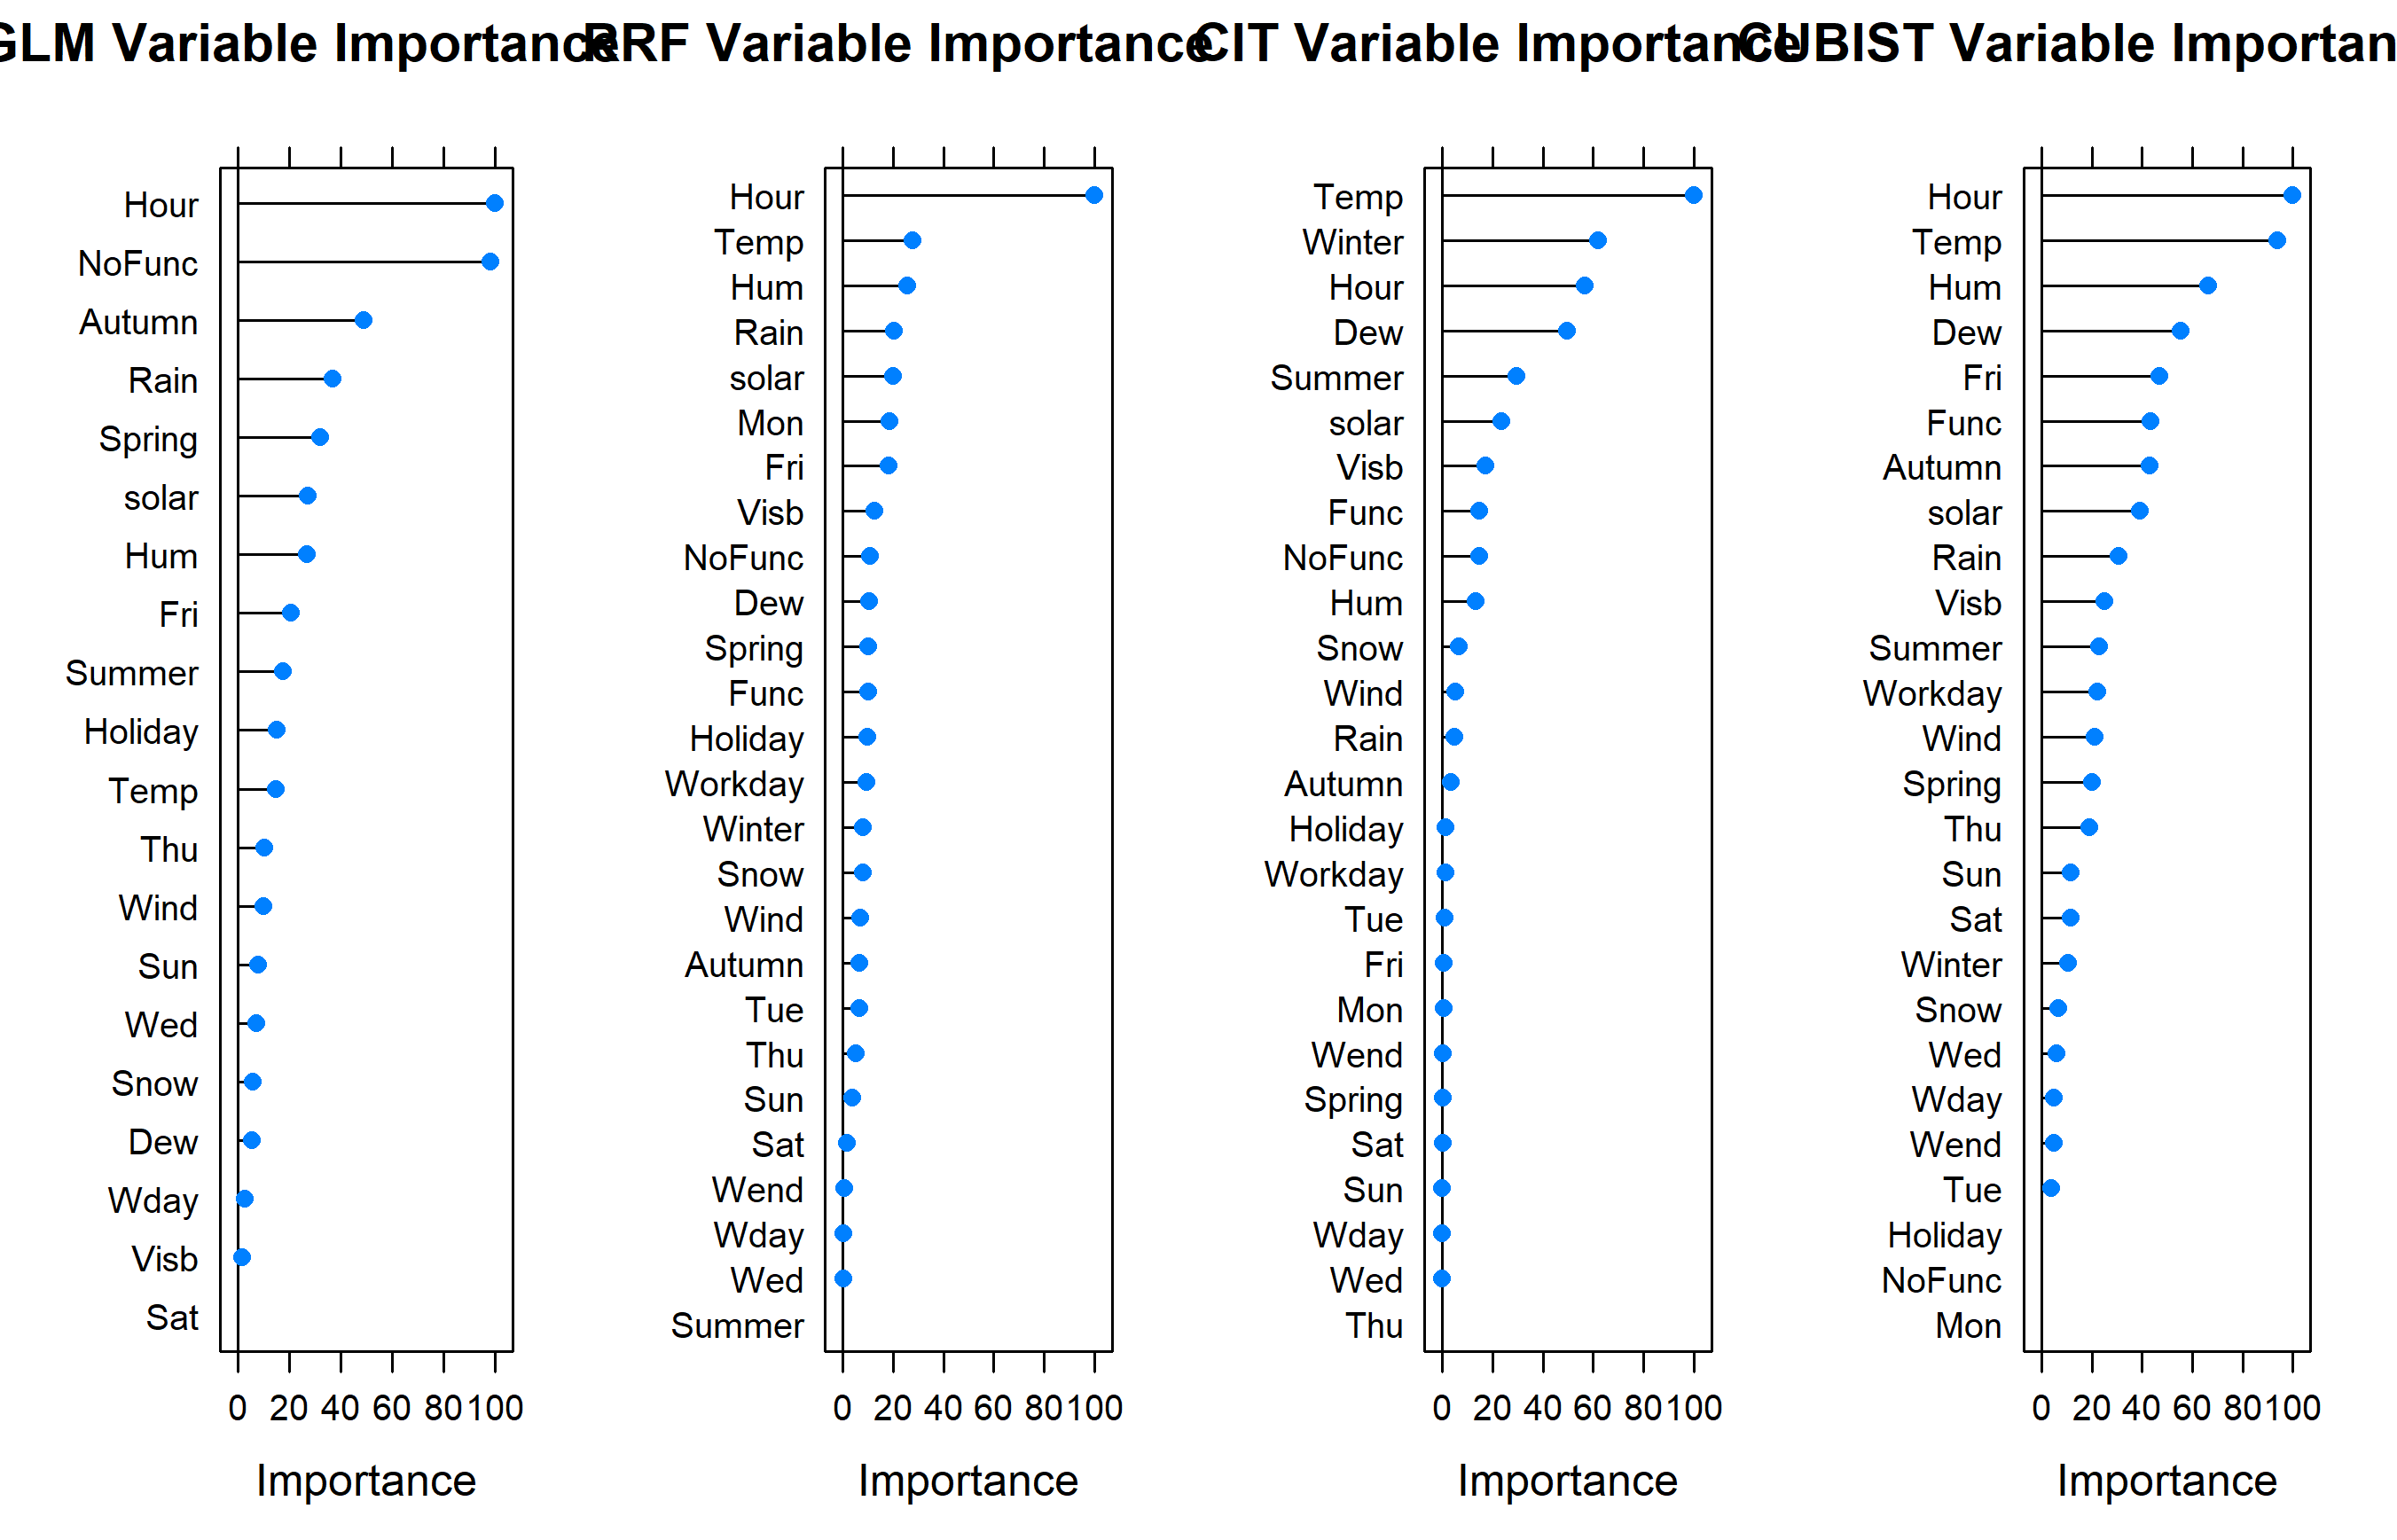 GLM Variable Importance
RRF Variable Importance
CIT Variable Importance
CUBIST Variable Importan
Hour
NoFunc
Autumn
Rain
Spring
solar
Hum
Fri
Summer
Holiday
Temp
Thu
Wind
Sun
Wed
Snow
Dew
Wday
Visb
Sat
0 20 40 60 80 100
Importance
Hour
Temp
Hum
Rain
solar
Mon
Fri
Visb
NoFunc
Dew
Spring
Func
Holiday
Workday
Winter
Snow
Wind
Autumn
Tue
Thu
Sun
Sat
Wend
Wday
Wed
Summer
0 20 40 60 80 100
Importance
Temp
Winter
Hour
Dew
Summer
solar
Visb
Func
NoFunc
Hum
Snow
Wind
Rain
Autumn
Holiday
Workday
Tue
Fri
Mon
Wend
Spring
Sat
Sun
Wday
Wed
Thu
0 20 40 60 80 100
Importance
Hour
Temp
Hum
Dew
Fri
Func
Autumn
solar
Rain
Visb
Summer
Workday
Wind
Spring
Thu
Sun
Sat
Winter
Snow
Wed
Wday
Wend
Tue
Holiday
NoFunc
Mon
0 20 40 60 80 100
Importance